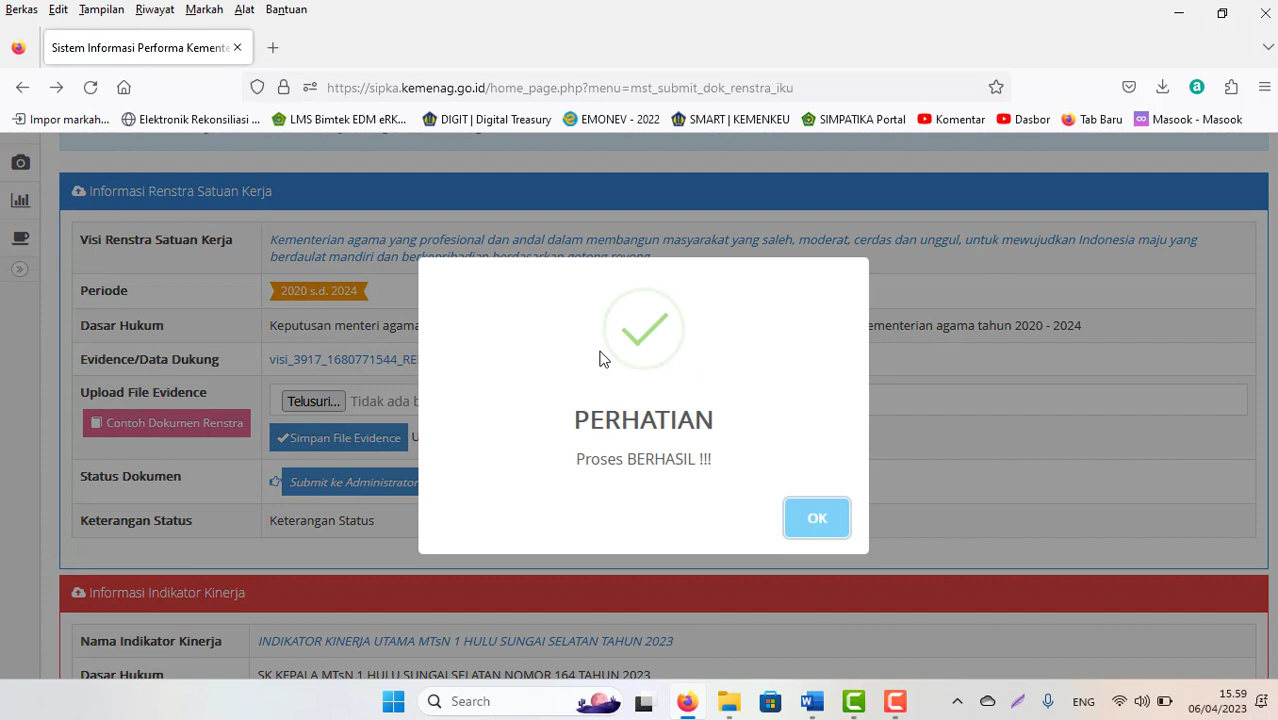 Berkas Edit Tampilan Riwayat Markah Alat Bantuan
Sistem Informasi Performa Kemente
https://sipka.kemenag.go.id/home_page.php?menu=mst_submit_dok_renstra_iku
Impor markah... Elektronik Rekonsiliasi ... LMS Bimtek EDM eRK... DIGIT | Digital Treasury EMONEV - 2022 SMART | KEMENKEU SIMPATIKA Portal Komentar Dasbor Tab Baru Masook - Masook
Informasi Renstra Satuan Kerja
Visi Renstra Satuan Kerja Kementerian agama yang profesional dan andal dalam membangun masyarakat yang saleh, moderat, cerdas dan unggul, untuk mewujudkan Indonesia maju yang
berdaulat mandiri dan berkepribadian berdasarkan gotong royong
Periode 2020 s.d. 2024
Dasar Hukum Keputusan menteri agama ementerian agama tahun 2020 - 2024
Evidence/Data Dukung visi_3917_1680771544_RE
Upload File Evidence Telusuri... Tidak ada b
Contoh Dokumen Renstra
Simpan File Evidence U
Status Dokumen Submit ke Administrator
Keterangan Status Keterangan Status
PERHATIAN
Proses BERHASIL !!!
OK
Informasi Indikator Kinerja
Nama Indikator Kinerja INDIKATOR KINERJA UTAMA MTsN 1 HULU SUNGAI SELATAN TAHUN 2023
Dasar Hukum SK KEPALA MTsN 1 HULU SUNGAI SELATAN NOMOR 164 TAHUN 2023
Search
ENG
15.59
06/04/2023